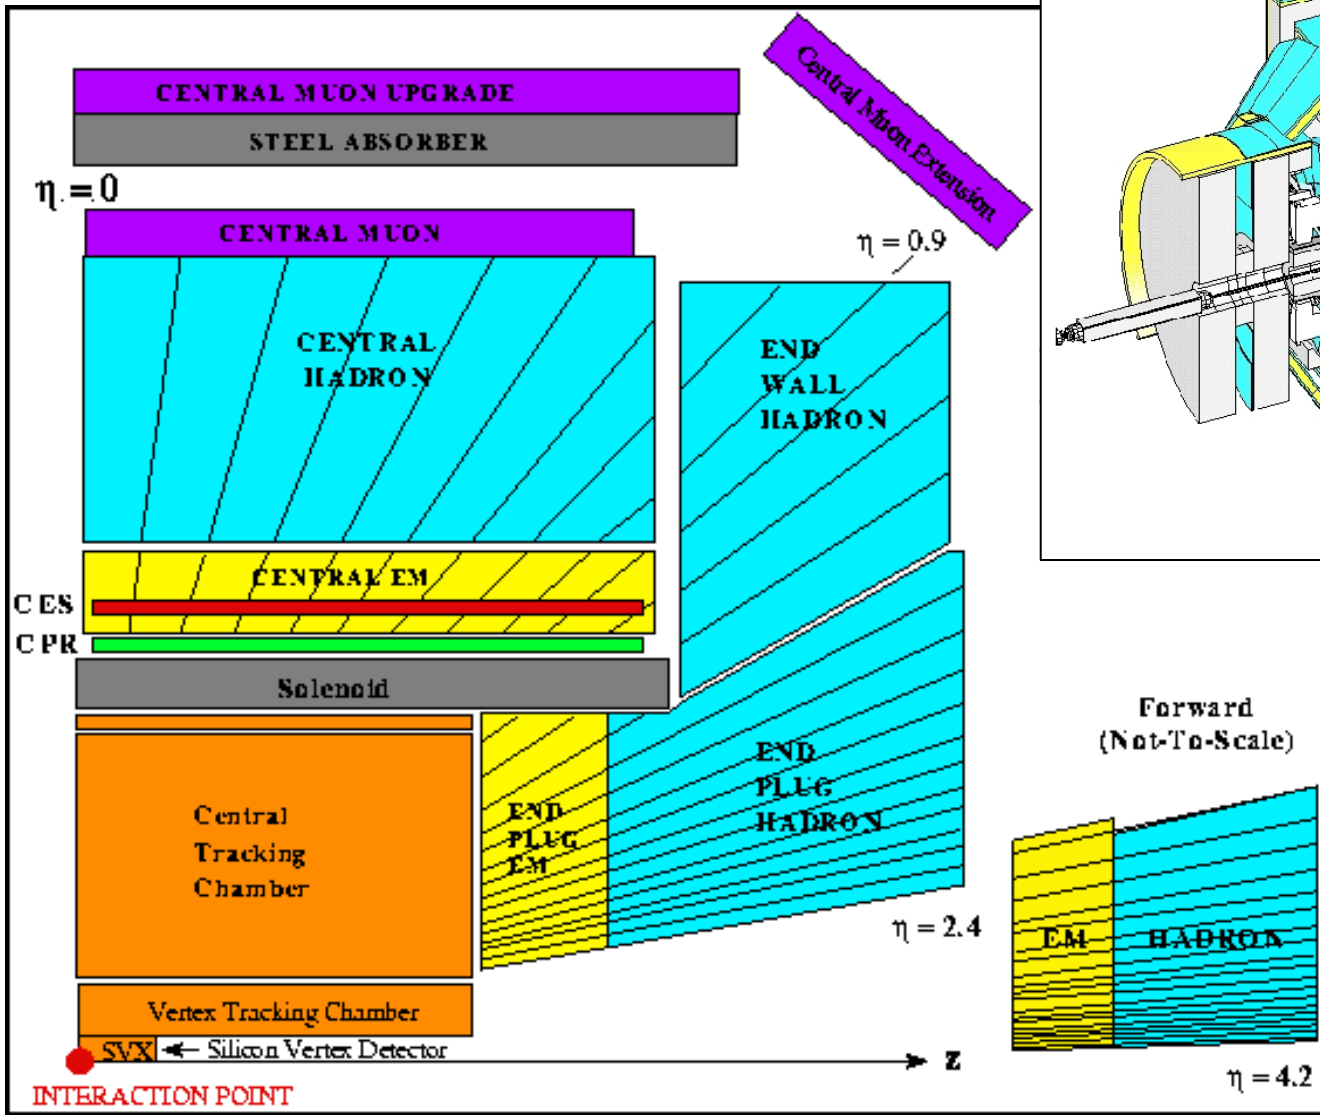 CENTRAL MUON UPGRADE
STEEL ABSORBER
Central Muon Extension
η = 0
CENTRAL MUON
η = 0.9
CENTRAL
HADRON
END
WALL
HADRON
CENTRAL EM
CES
CPR
Solenoid
Forward
(Not-To-Scale)
Central
Tracking
Chamber
END
PLUG
EM
END
PLUG
HADRON
η = 2.4
EM
HADRON
Vertex Tracking Chamber
SVX
Silicon Vertex Detector
Z
INTERACTION POINT
η = 4.2